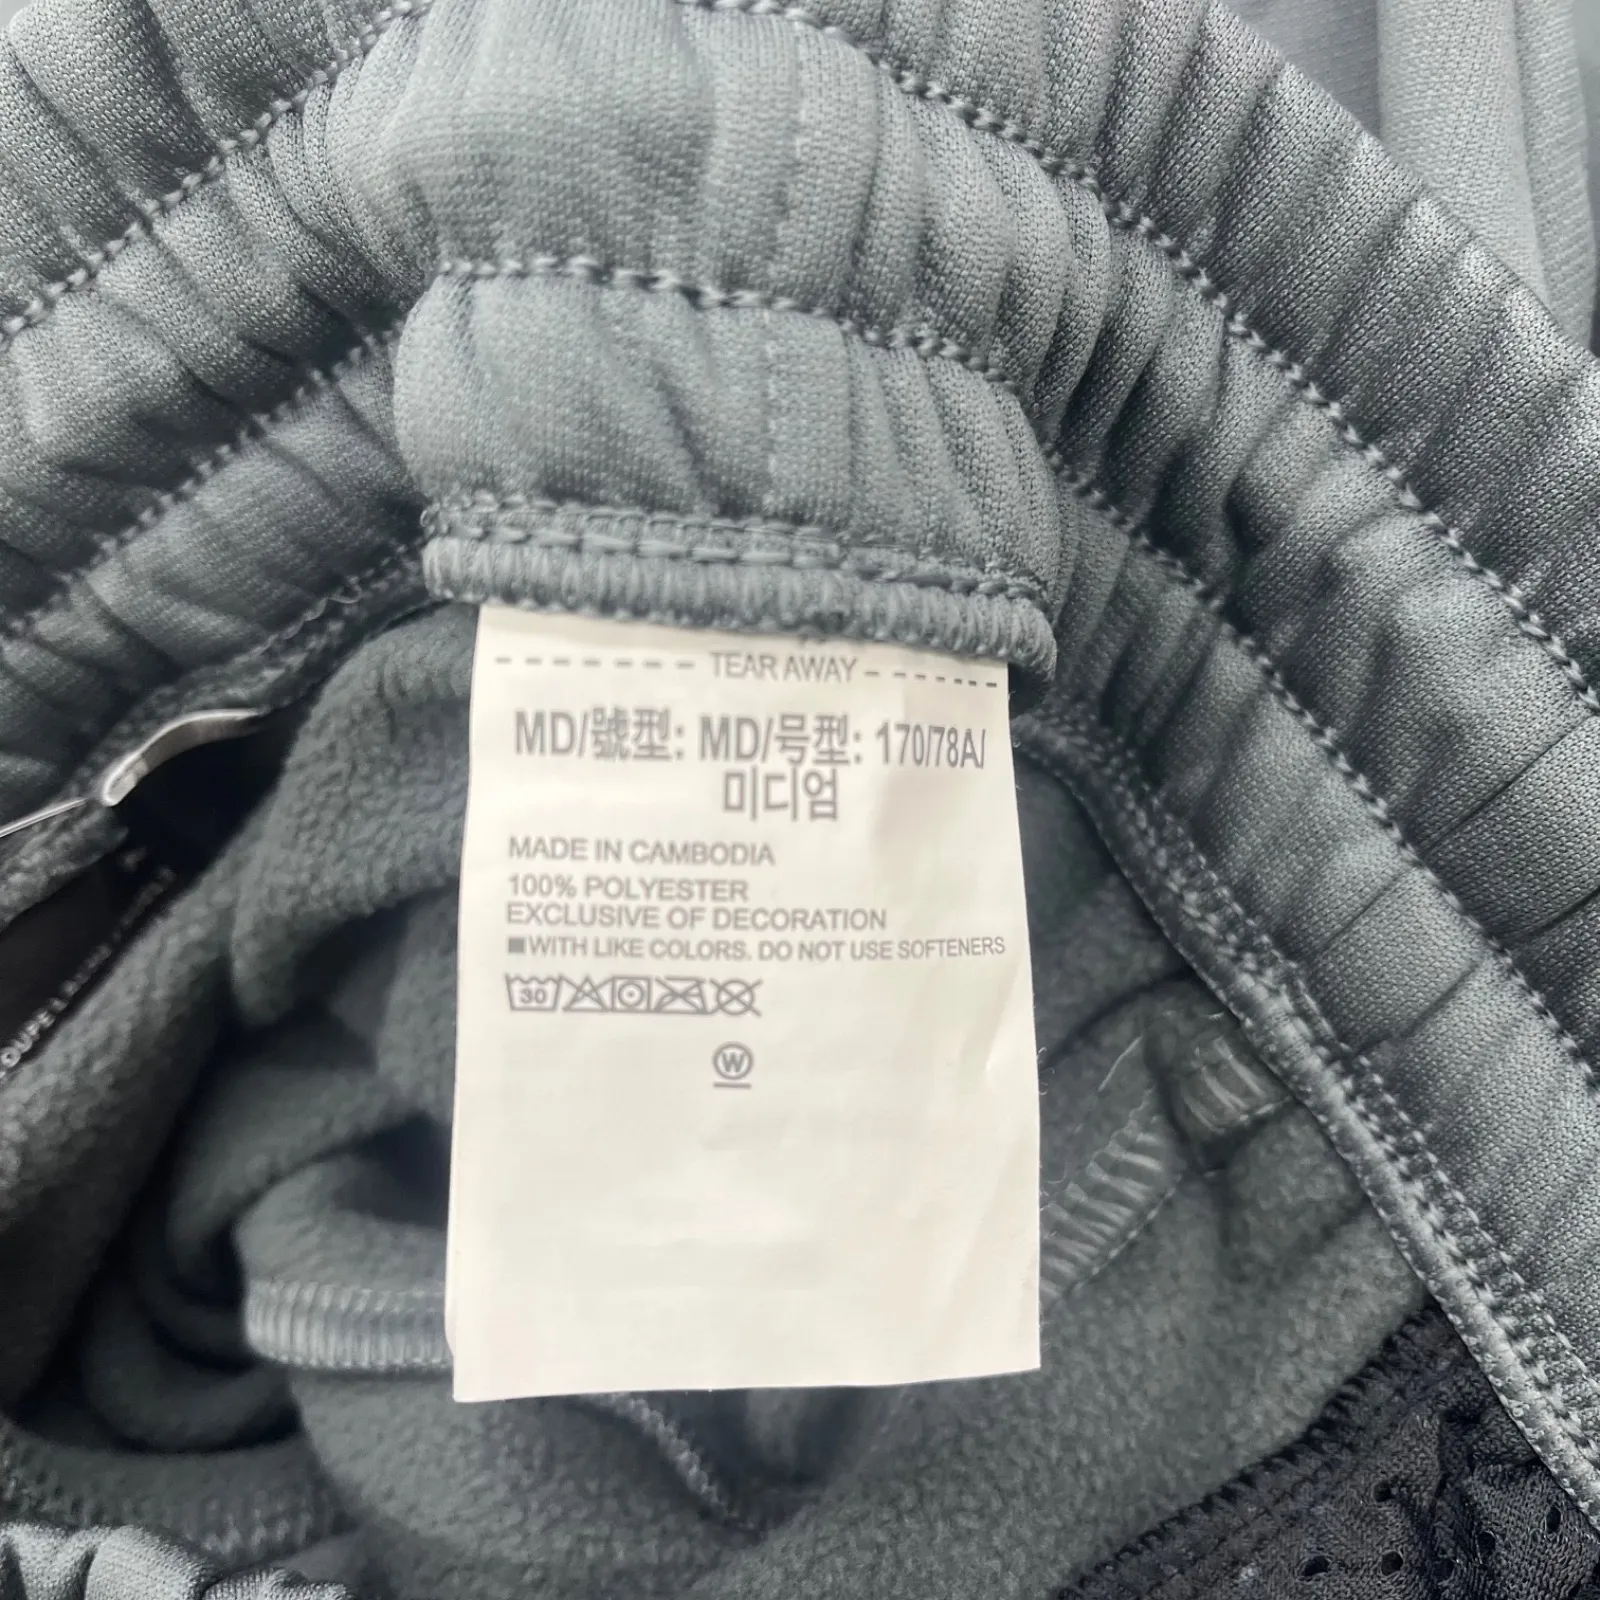 TEAR AWAY
MD/號型: MD/号型: 170/78A/
미디엄
MADE IN CAMBODIA
100% POLYESTER
EXCLUSIVE OF DECORATION
WITH LIKE COLORS. DO NOT USE SOFTENERS
30
W